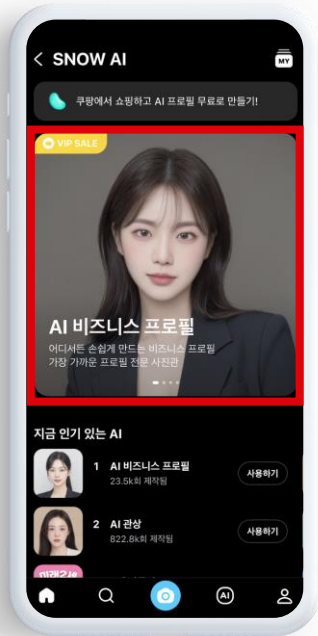 SNOW AI
MY
쿠팡에서 쇼핑하고 AI 프로필 무료로 만들기!
VIP SALE
AI 비즈니스 프로필
어디서든 손쉽게 만드는 비즈니스 프로필
가장 가까운 프로필 전문 사진관
지금 인기 있는 AI
1 AI 비즈니스 프로필
23.5k회 제작됨
사용하기
2 AI 관상
822.8k회 제작됨
사용하기
AI